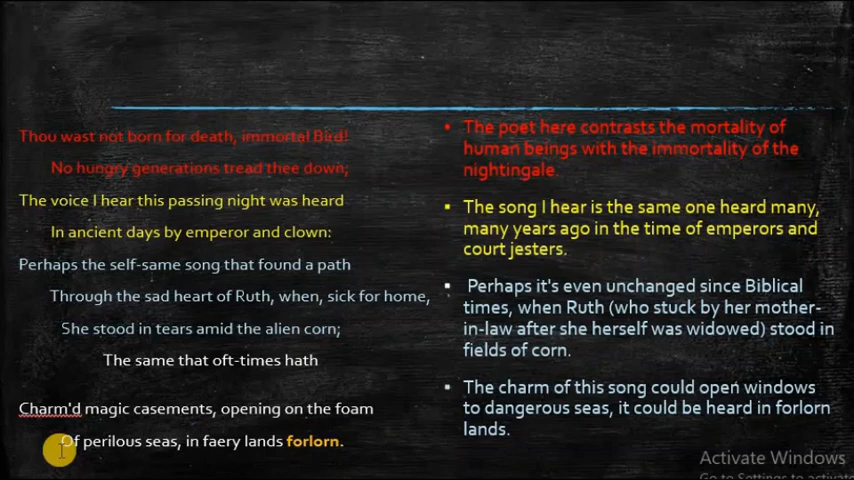 Thou wast not born for death, immortal Bird!
No hungry generations tread thee down;
The voice I hear this passing night was heard
In ancient days by emperor and clown:
Perhaps the self-same song that found a path
Through the sad heart of Ruth, when, sick for home,
She stood in tears amid the alien corn;
The same that oft-times hath
Charm'd magic casements, opening on the foam
Of perilous seas, in faery lands forlorn.
The poet here contrasts the mortality of
human beings with the immortality of the
nightingale.
The song I hear is the same one heard many,
many years ago in the time of emperors and
court jesters.
Perhaps it's even unchanged since Biblical
times, when Ruth (who stuck by her mother-
in-law after she herself was widowed) stood in
fields of corn.
The charm of this song could open windows
to dangerous seas, it could be heard in forlorn
lands.
Activate Windows
Go to Settings to activate